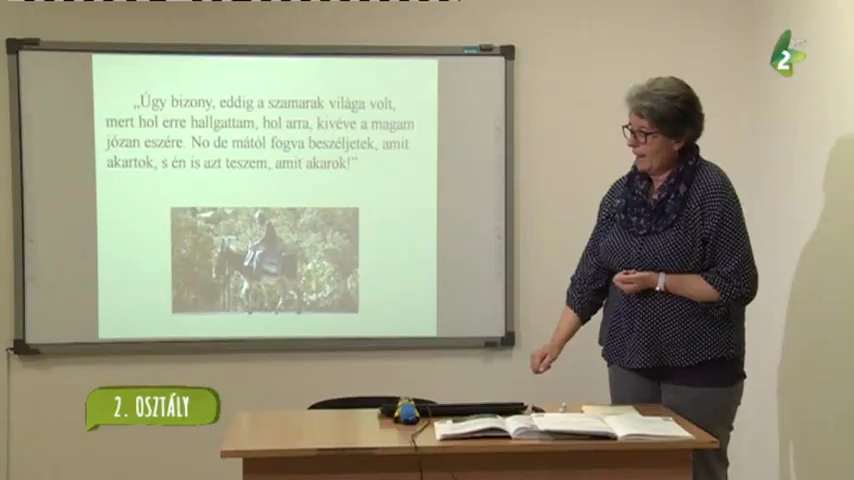 „Úgy bizony, eddig a szamarak világa volt,
mert hol erre hallgattam, hol arra, kivéve a magam
józan eszére. No de mától fogva beszéljetek, amit
akartok, s én is azt teszem, amit akarok!”
2
2. OSZTÁLY